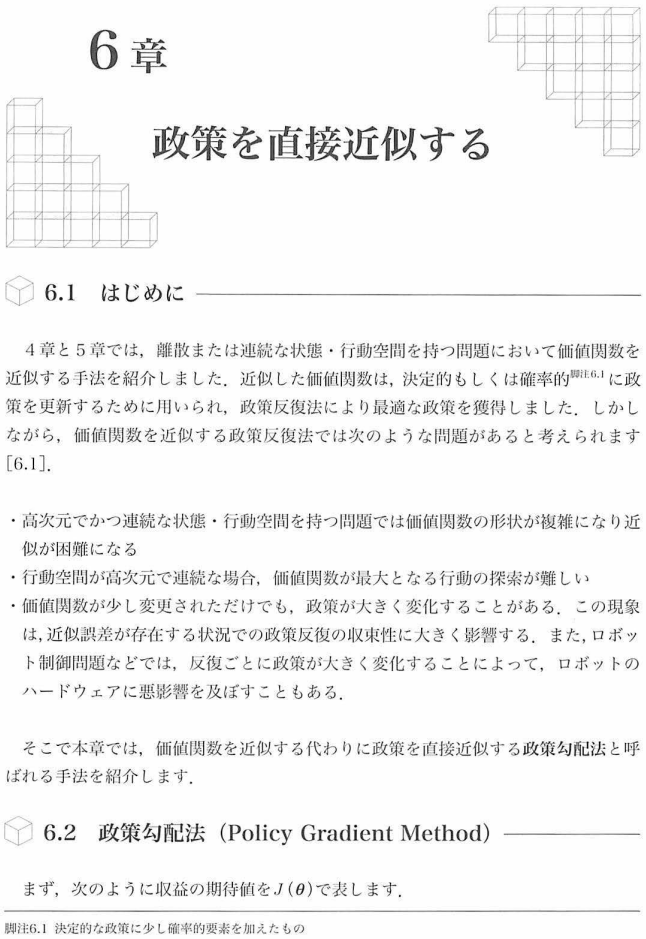 6章
政策を直接近似する
6.1 はじめに
4章と5章では，離散または連続な状態・行動空間を持つ問題において価値関数を
近似する手法を紹介しました．近似した価値関数は，決定的もしくは確率的脚注6.1に政
策を更新するために用いられ，政策反復法により最適な政策を獲得しました．しかし
ながら，価値関数を近似する政策反復法では次のような問題があると考えられます
[6.1]．
・高次元でかつ連続な状態・行動空間を持つ問題では価値関数の形状が複雑になり近
似が困難になる
・行動空間が高次元で連続な場合，価値関数が最大となる行動の探索が難しい
・価値関数が少し変更されただけでも，政策が大きく変化することがある．この現象
は，近似誤差が存在する状況での政策反復の収束性に大きく影響する．また，ロボッ
ト制御問題などでは，反復ごとに政策が大きく変化することによって，ロボットの
ハードウェアに悪影響を及ぼすこともある．
そこで本章では，価値関数を近似する代わりに政策を直接近似する政策勾配法と呼
ばれる手法を紹介します．
6.2 政策勾配法（Policy Gradient Method）
まず，次のように収益の期待値をJ(θ)で表します．
脚注6.1 決定的な政策に少し確率的要素を加えたもの